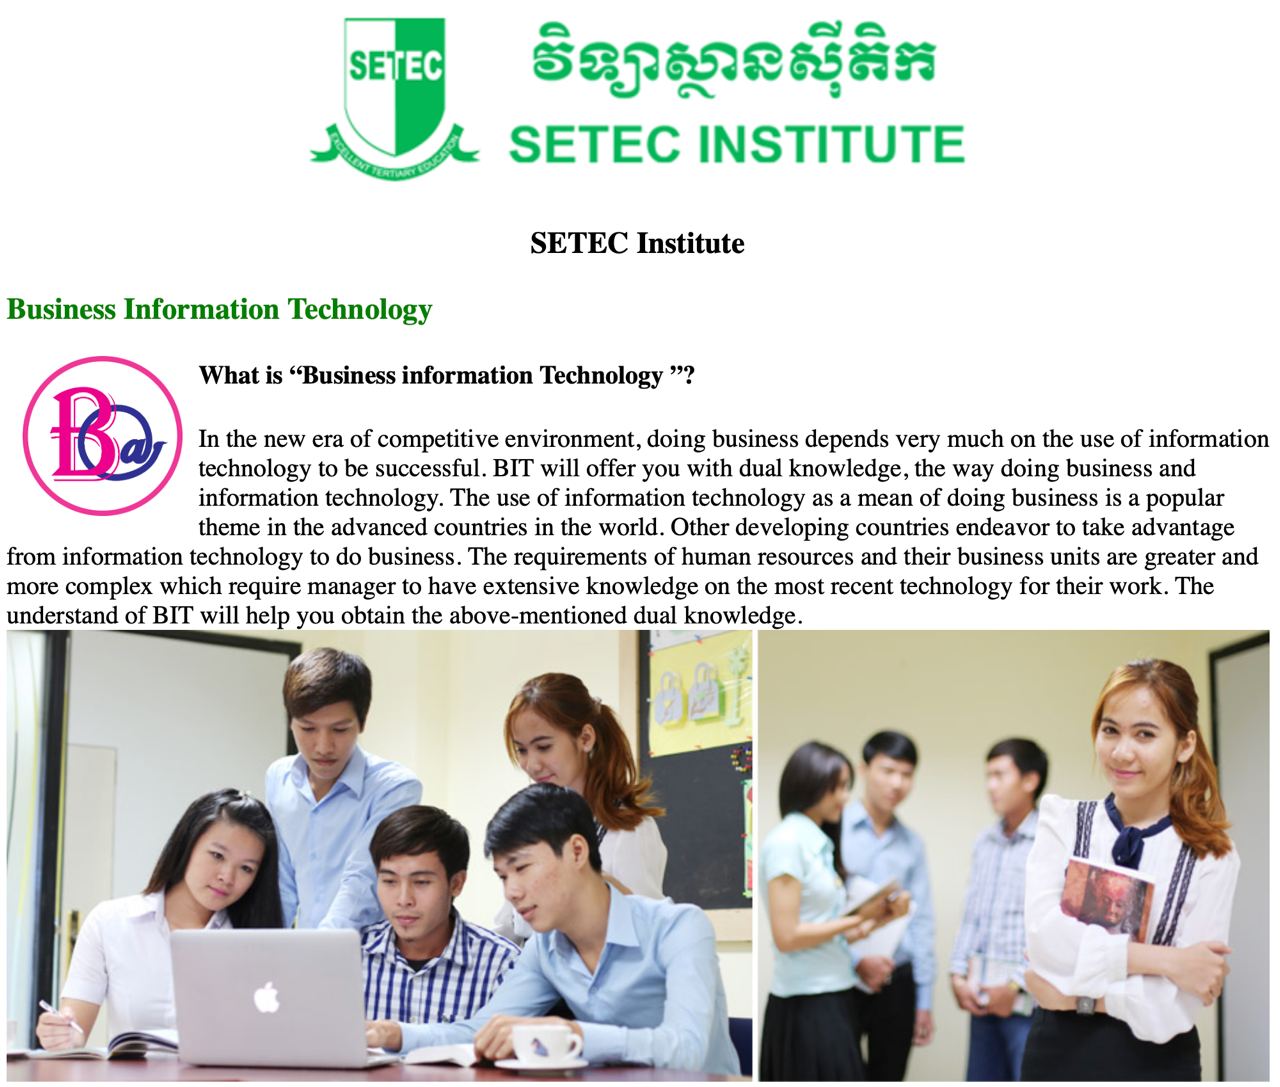 SETEC
EXCELLENT TERTIARY EDUCATION
វិទ្យាស្ថានស៊ីតិក
SETEC INSTITUTE
SETEC Institute
Business Information Technology
What is “Business information Technology ”?
In the new era of competitive environment, doing business depends very much on the use of information
technology to be successful. BIT will offer you with dual knowledge, the way doing business and
information technology. The use of information technology as a mean of doing business is a popular
theme in the advanced countries in the world. Other developing countries endeavor to take advantage
from information technology to do business. The requirements of human resources and their business units are greater and
more complex which require manager to have extensive knowledge on the most recent technology for their work. The
understand of BIT will help you obtain the above-mentioned dual knowledge.